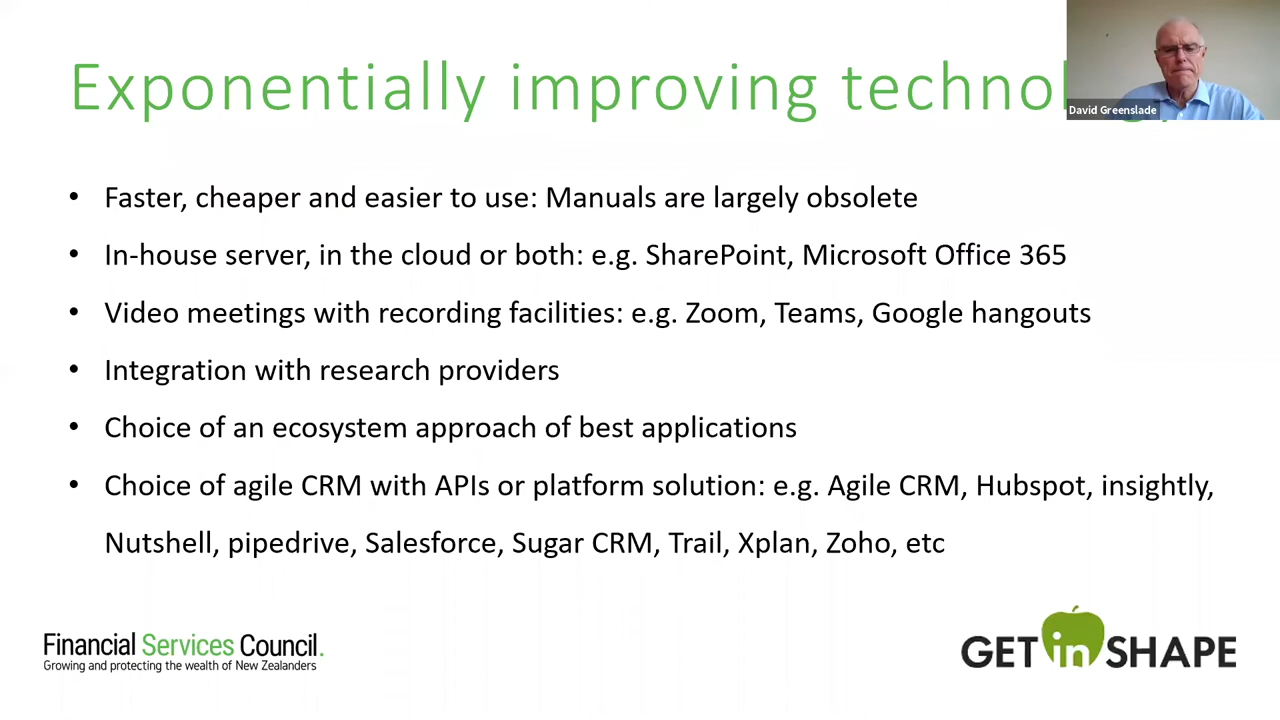 Exponentially improving
David Greenslade
• Faster, cheaper and easier to use: Manuals are largely obsolete
• In-house server, in the cloud or both: e.g. SharePoint, Microsoft Office 365
• Video meetings with recording facilities: e.g. Zoom, Teams, Google hangouts
• Integration with research providers
• Choice of an ecosystem approach of best applications
• Choice of agile CRM with APIs or platform solution: e.g. Agile CRM, Hubspot, insightly,
Nutshell, pipedrive, Salesforce, Sugar CRM, Trail, Xplan, Zoho, etc
Financial Services Council.
Growing and protecting the wealth of New Zealanders
GET in SHAPE